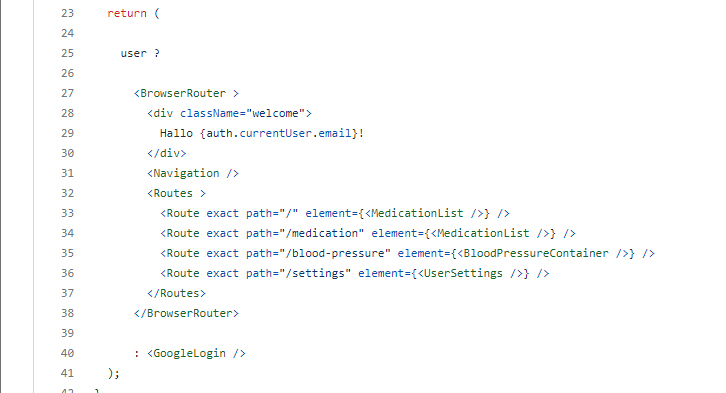 23 return (
24
25 user ?
26
27 <BrowserRouter >
28 <div className="welcome">
29 Hallo {auth.currentUser.email}!
30 </div>
31 <Navigation />
32 <Routes >
33 <Route exact path="/" element={<MedicationList />} />
34 <Route exact path="/medication" element={<MedicationList />} />
35 <Route exact path="/blood-pressure" element={<BloodPressureContainer />} />
36 <Route exact path="/settings" element={<UserSettings />} />
37 </Routes>
38 </BrowserRouter>
39
40 : <GoogleLogin />
41 );